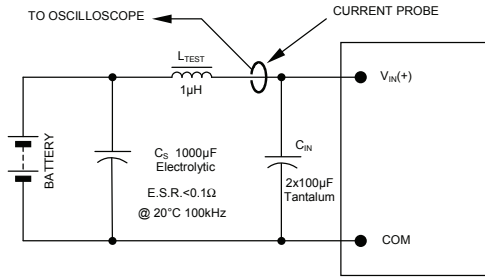 TO OSCILLOSCOPE
CURRENT PROBE
LTEST
1µH
VIN(+)
BATTERY
CS 1000µF
Electrolytic
E.S.R.<0.1Ω
@ 20°C 100kHz
CIN
2x100µF
Tantalum
COM